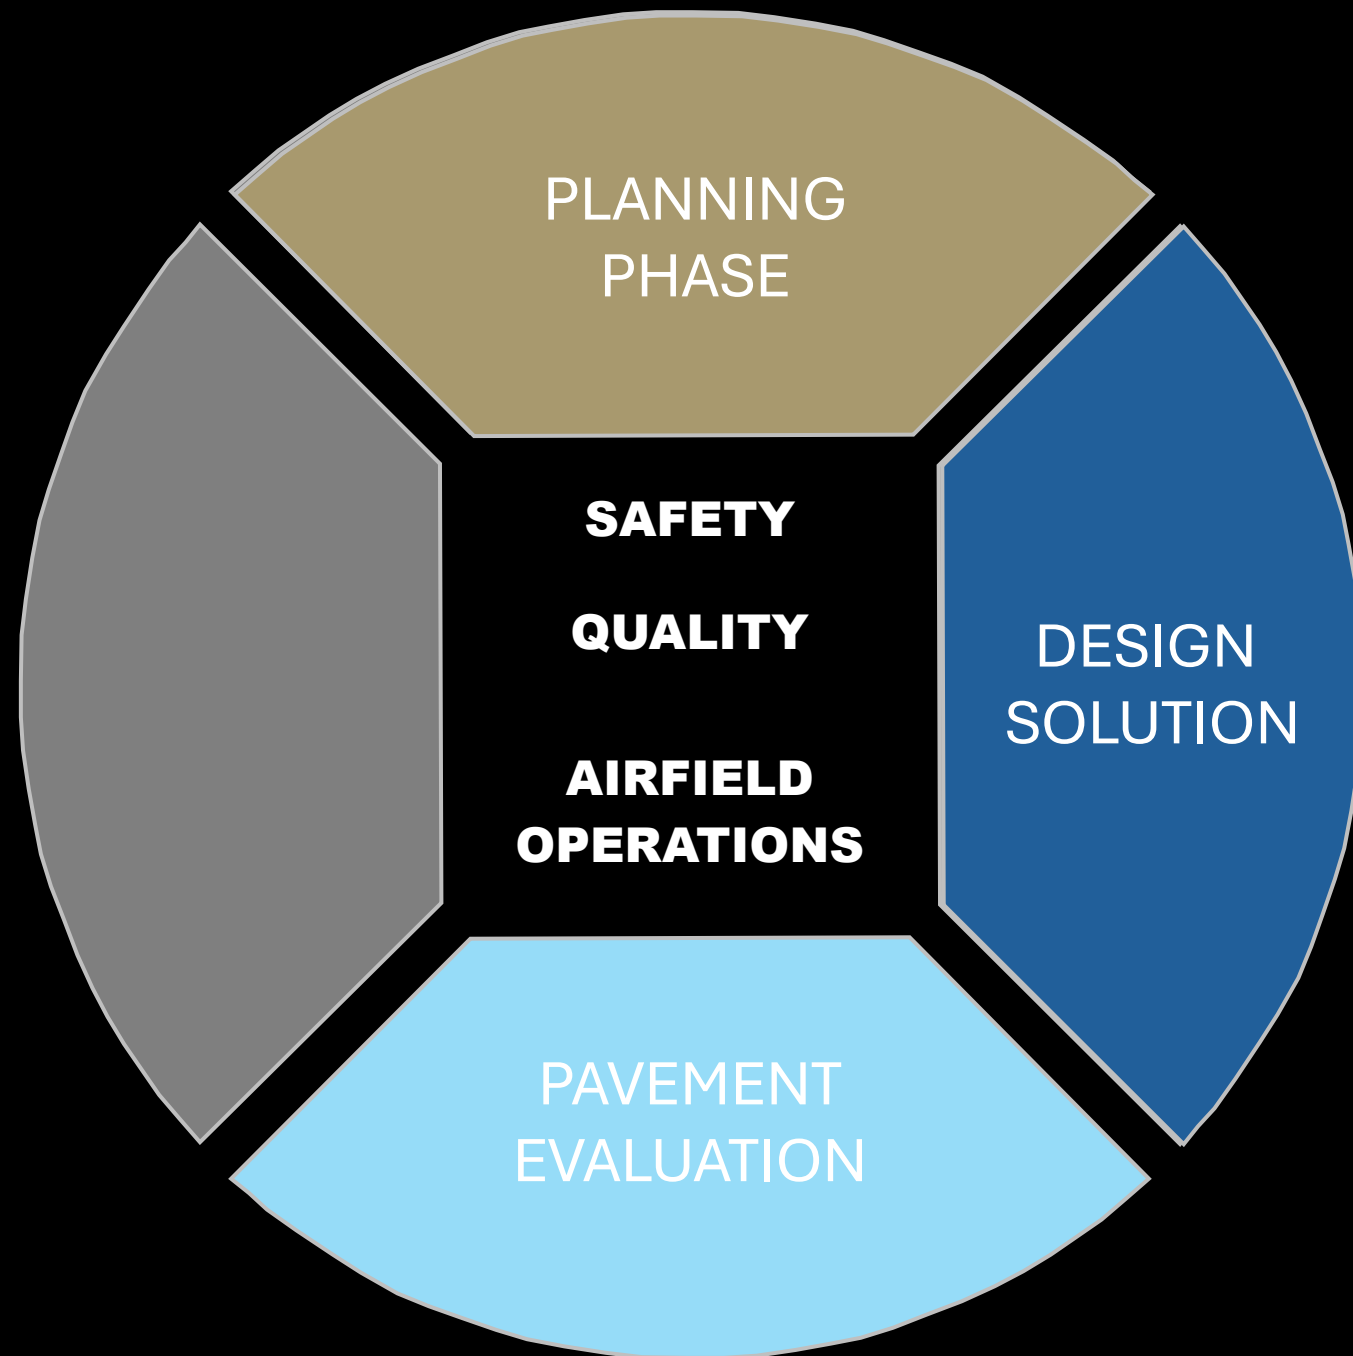 PLANNING
PHASE
SAFETY
QUALITY
DESIGN
SOLUTION
AIRFIELD
OPERATIONS
PAVEMENT
EVALUATION